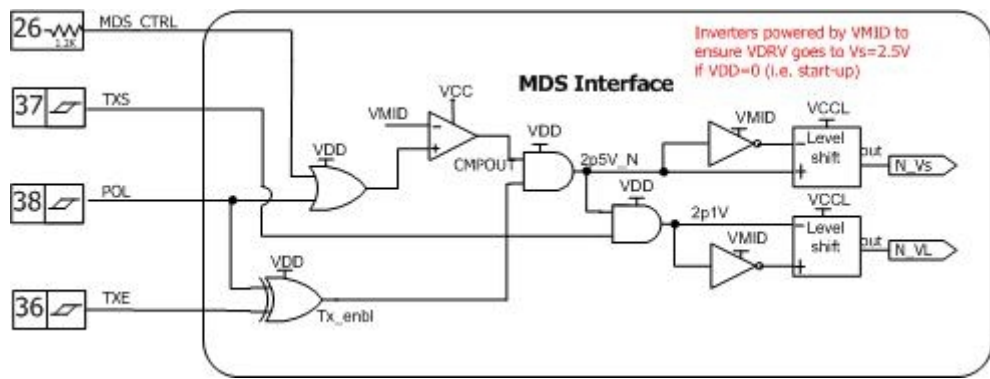 26
1.2K
MDS_CTRL
37
TXS
38
POL
36
TXE
Inverters powered by VMID to
ensure VDRV goes to Vs=2.5V
if VDD=0 (i.e. start-up)
MDS Interface
VCC
VMID
-
+
CMPOUT
VDD
VDD
2p5V_N
VDD
2p1V
VDD
Tx_enbl
VMID
VCCL
-
Level
shift
+
out
N_Vs
VMID
VCCL
-
Level
shift
+
out
N_VL